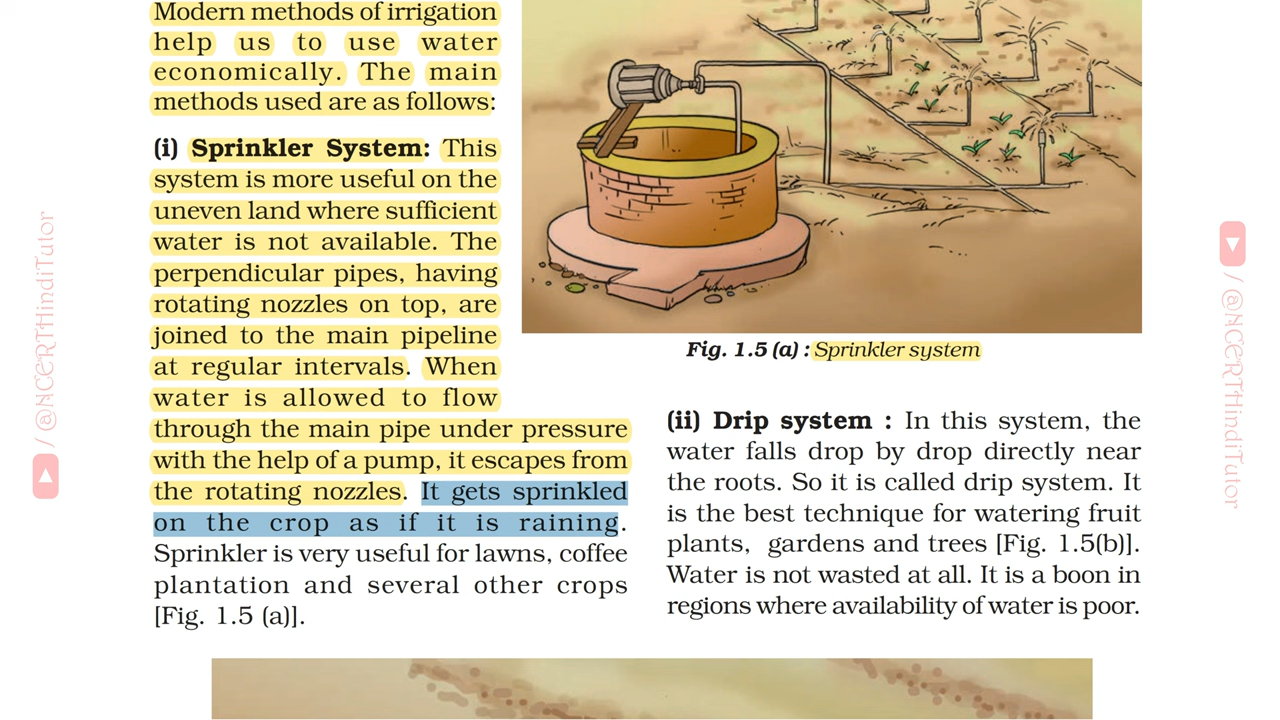 Modern methods of irrigation
help us to use water
economically. The main
methods used are as follows:
(i) Sprinkler System: This
system is more useful on the
uneven land where sufficient
water is not available. The
perpendicular pipes, having
rotating nozzles on top, are
joined to the main pipeline
at regular intervals. When
water is allowed to flow
through the main pipe under pressure
with the help of a pump, it escapes from
the rotating nozzles. It gets sprinkled
on the crop as if it is raining.
Sprinkler is very useful for lawns, coffee
plantation and several other crops
[Fig. 1.5 (a)].
Fig. 1.5 (a) : Sprinkler system
(ii) Drip system : In this system, the
water falls drop by drop directly near
the roots. So it is called drip system. It
is the best technique for watering fruit
plants, gardens and trees [Fig. 1.5(b)].
Water is not wasted at all. It is a boon in
regions where availability of water is poor.
/ @NCERTHindiTutor
/ @NCERTHindiTutor